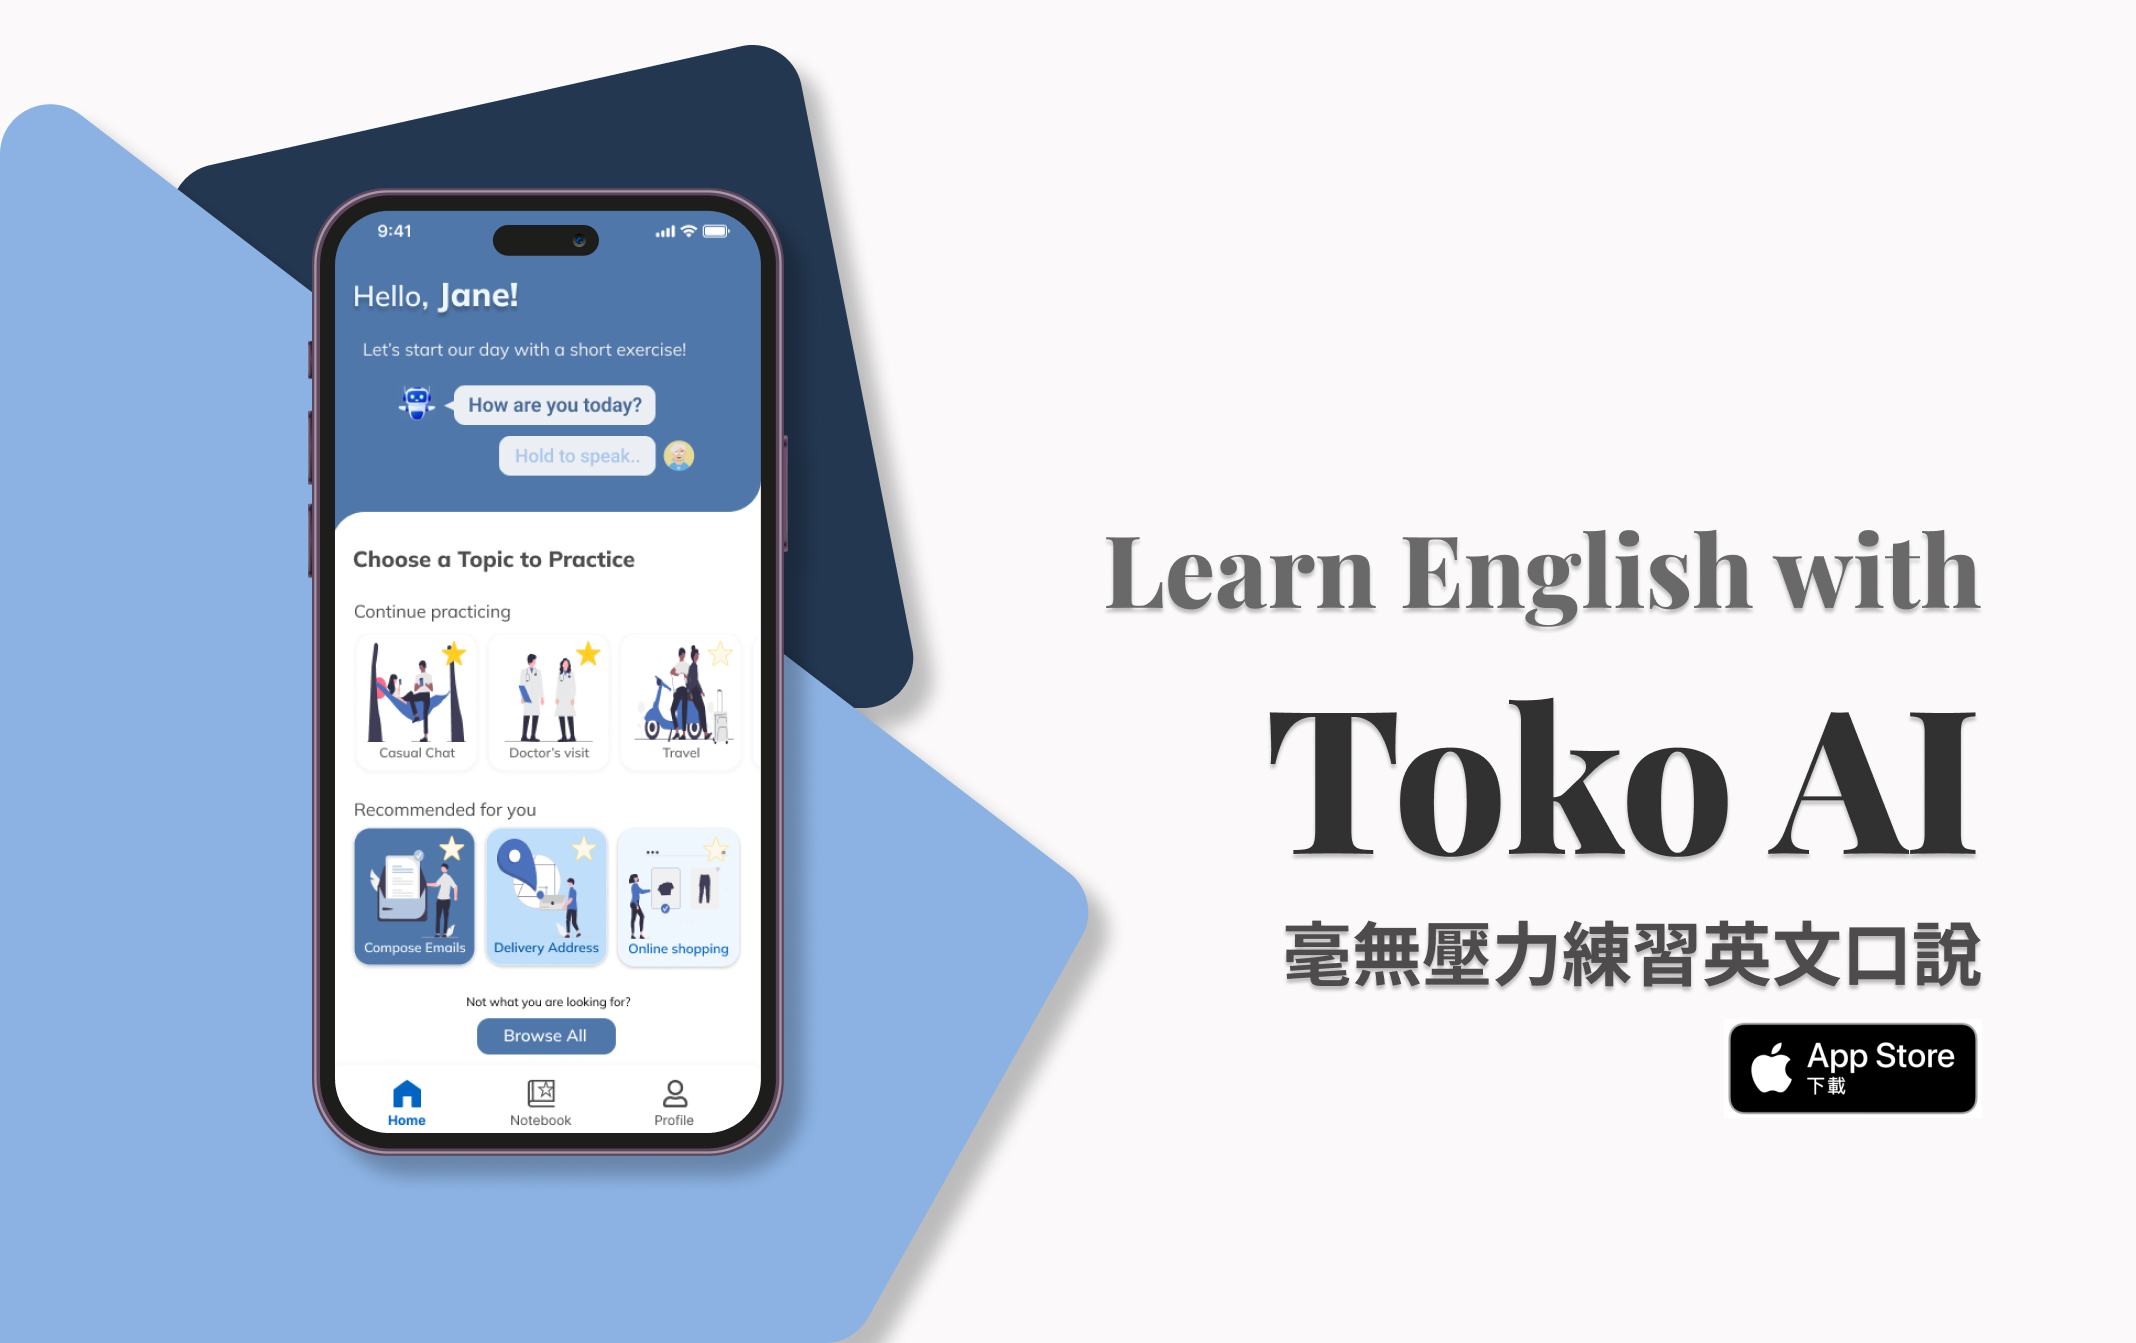 9:41
Hello, Jane!
Let's start our day with a short exercise!
How are you today?
Hold to speak..
Choose a Topic to Practice
Continue practicing
Casual Chat
Doctor's visit
Travel
Recommended for you
Compose Emails
Delivery Address
Online shopping
Not what you are looking for?
Browse All
Home
Notebook
Profile
Learn English with
Toko AI
毫無壓力練習英文口說
App Store
下載